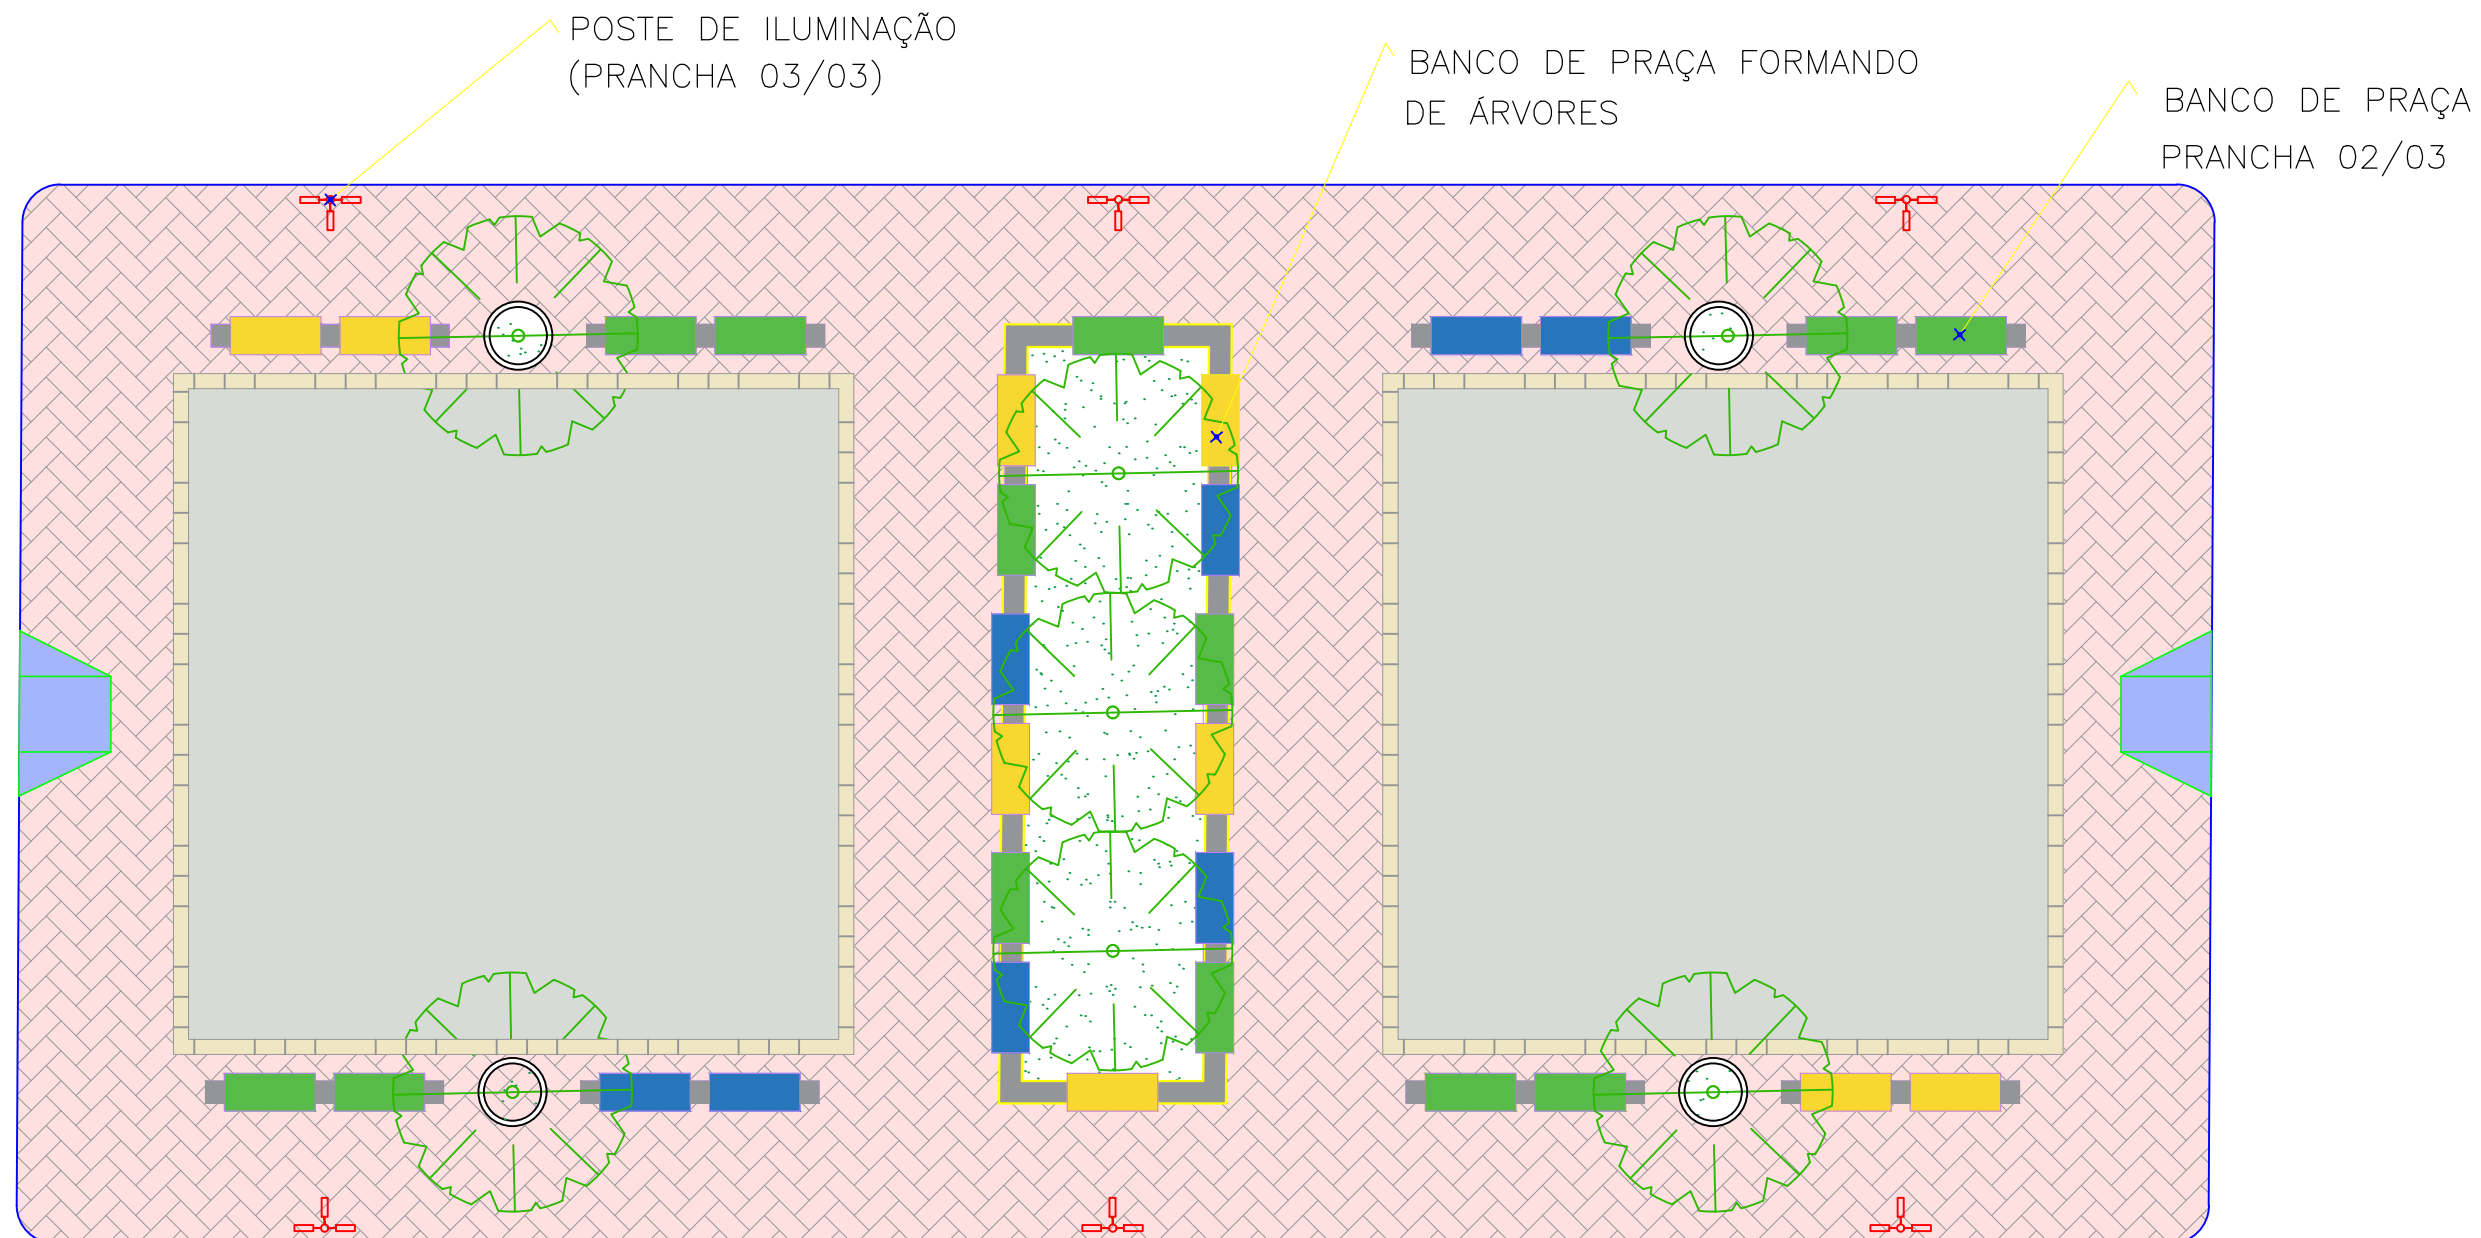 POSTE DE ILUMINAÇÃO
(PRANCHA 03/03)
BANCO DE PRAÇA FORMANDO
DE ÁRVORES
BANCO DE PRAÇA
PRANCHA 02/03